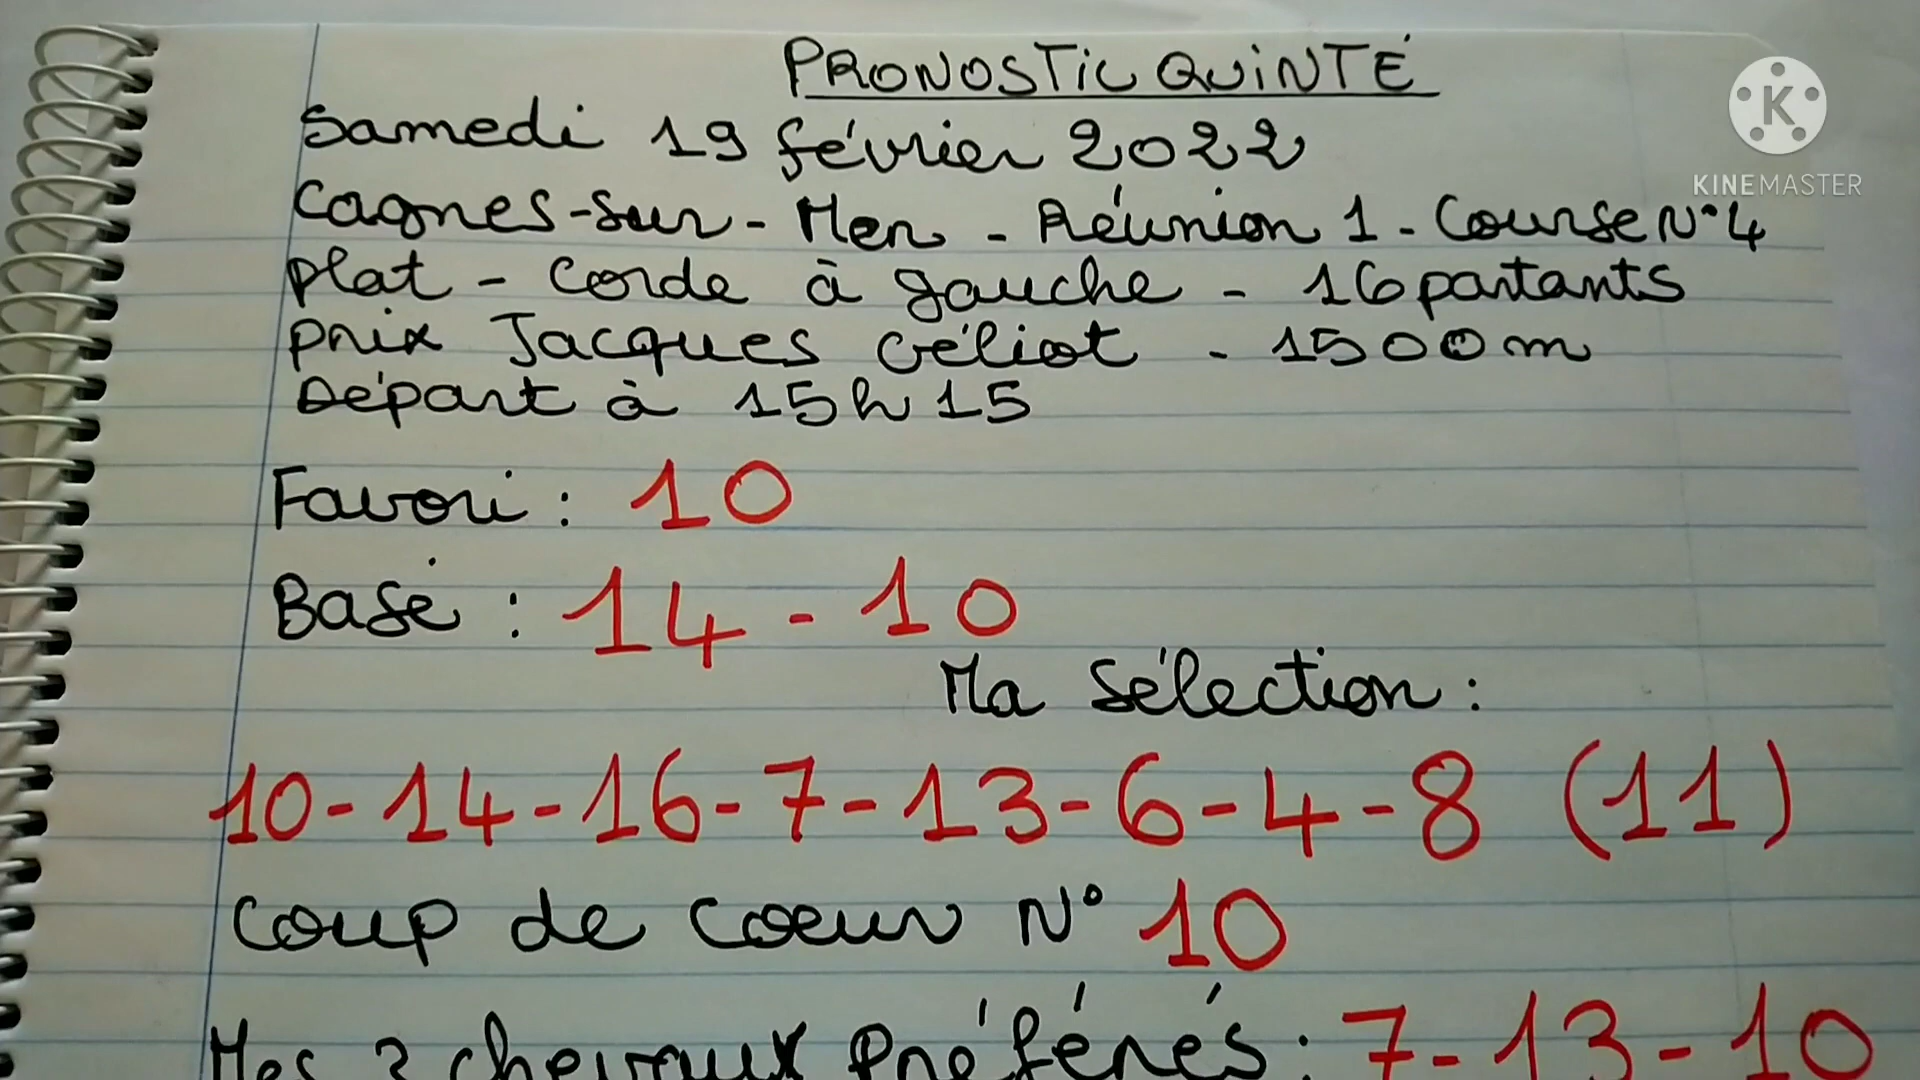 PRONOSTIC QUINTÉ
Samedi 19 février 2022
Cagnes-sur-Mer - Réunion 1 - Course N°4
Plat - Corde à gauche - 16 partants
Prix Jacques Géliot - 1500m
Départ à 15h15
Favori : 10
Base : 14 - 10
Ma Sélection :
10-14-16-7-13-6-4-8 (11)
Coup de coeur N° 10
Mes 3 chevaux Préférés : 7-13-10
K
KINEMASTER